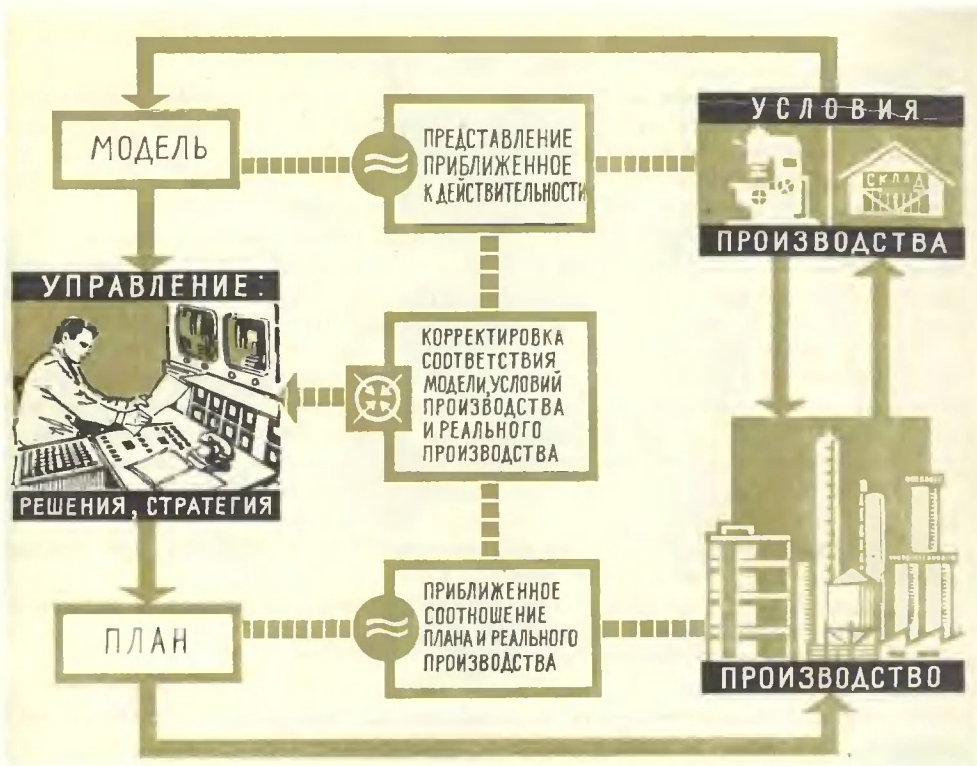 МОДЕЛЬ
ПРЕДСТАВЛЕНИЕ
ПРИБЛИЖЕННОЕ
К ДЕЙСТВИТЕЛЬНОСТИ
УСЛОВИЯ
СКЛАД
ПРОИЗВОДСТВА
УПРАВЛЕНИЕ:
РЕШЕНИЯ, СТРАТЕГИЯ
КОРРЕКТИРОВКА
СООТВЕТСТВИЯ
МОДЕЛИ, УСЛОВИЙ
ПРОИЗВОДСТВА
И РЕАЛЬНОГО
ПРОИЗВОДСТВА
ПЛАН
ПРИБЛИЖЕННОЕ
СООТНОШЕНИЕ
ПЛАНА И РЕАЛЬНОГО
ПРОИЗВОДСТВА
ПРОИЗВОДСТВО